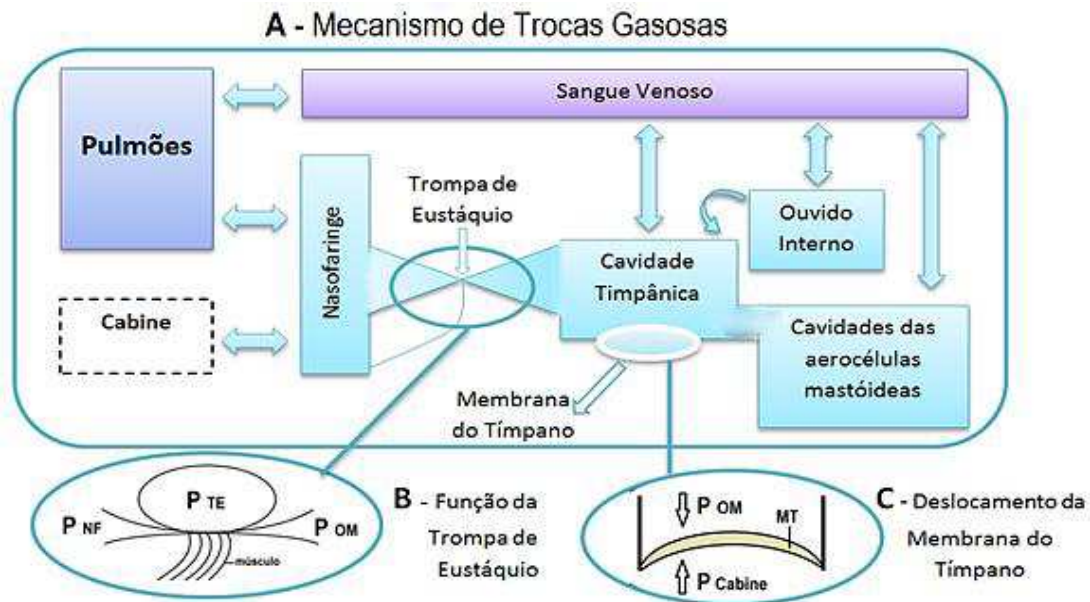 A - Mecanismo de Trocas Gasosas
Sangue Venoso
Pulmões
Trompa de
Eustáquio
Nasofaringe
Ouvido
Interno
Cavidade
Timpânica
Cabine
Cavidades das
aerocélulas
mastóideas
Membrana
do Tímpano
P TE
P NF
P OM
músculo
B - Função da
Trompa de
Eustáquio
P OM
MT
P Cabine
C - Deslocamento da
Membrana do
Tímpano